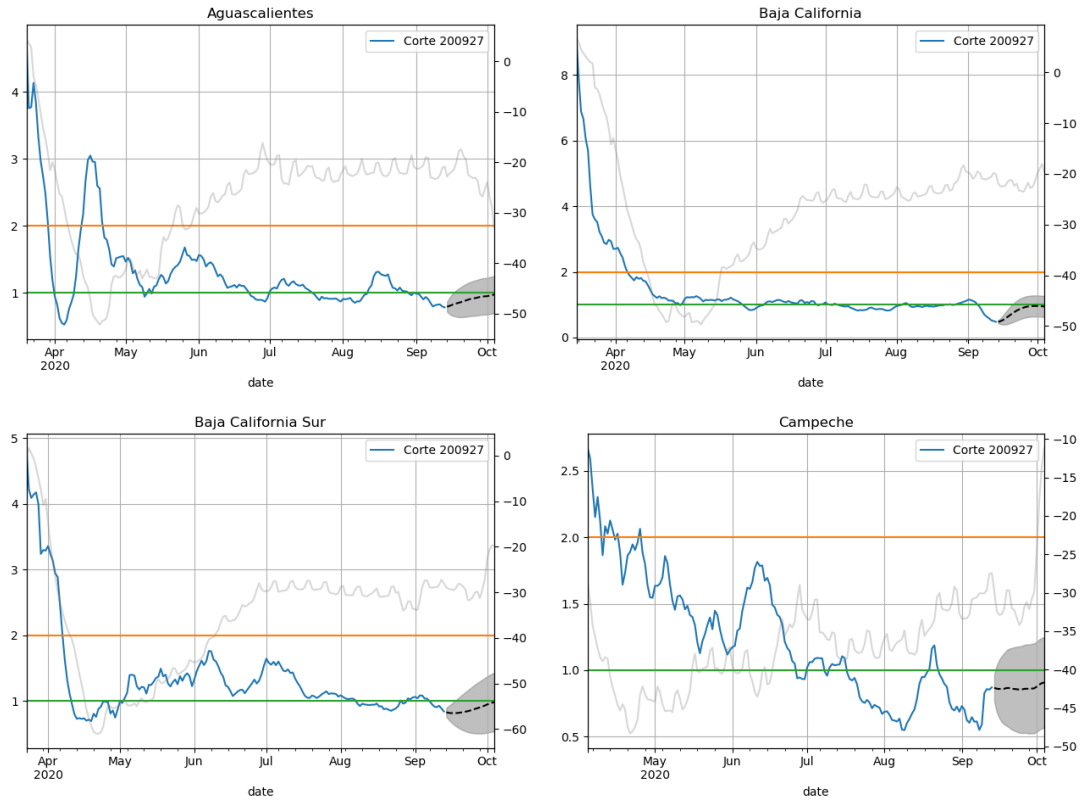 Aguascalientes
Corte 200927
4
3
2
1
0
−10
−20
−30
−40
−50
Apr
2020
May
Jun
Jul
Aug
Sep
Oct
date
Baja California
Corte 200927
8
6
4
2
0
0
−10
−20
−30
−40
−50
Apr
2020
May
Jun
Jul
Aug
Sep
Oct
date
Baja California Sur
Corte 200927
5
4
3
2
1
0
−10
−20
−30
−40
−50
−60
Apr
2020
May
Jun
Jul
Aug
Sep
Oct
date
Campeche
Corte 200927
2.5
2.0
1.5
1.0
0.5
−10
−15
−20
−25
−30
−35
−40
−45
−50
May
2020
Jun
Jul
Aug
Sep
Oct
date